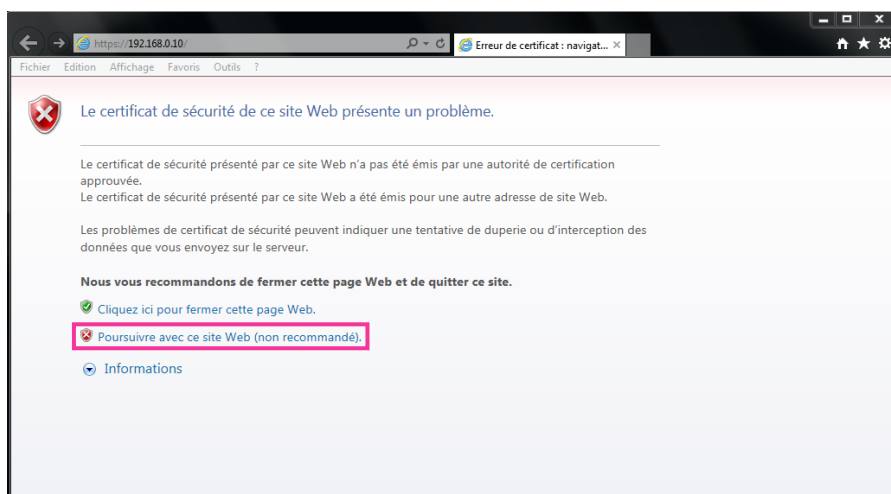 https://192.168.0.10/
Erreur de certificat : navigat...
Fichier Edition Affichage Favoris Outils ?
Le certificat de sécurité de ce site Web présente un problème.
Le certificat de sécurité présenté par ce site Web n'a pas été émis par une autorité de certification
approuvée.
Le certificat de sécurité présenté par ce site Web a été émis pour une autre adresse de site Web.
Les problèmes de certificat de sécurité peuvent indiquer une tentative de duperie ou d'interception des
données que vous envoyez sur le serveur.
Nous vous recommandons de fermer cette page Web et de quitter ce site.
Cliquez ici pour fermer cette page Web.
Poursuivre avec ce site Web (non recommandé).
Informations